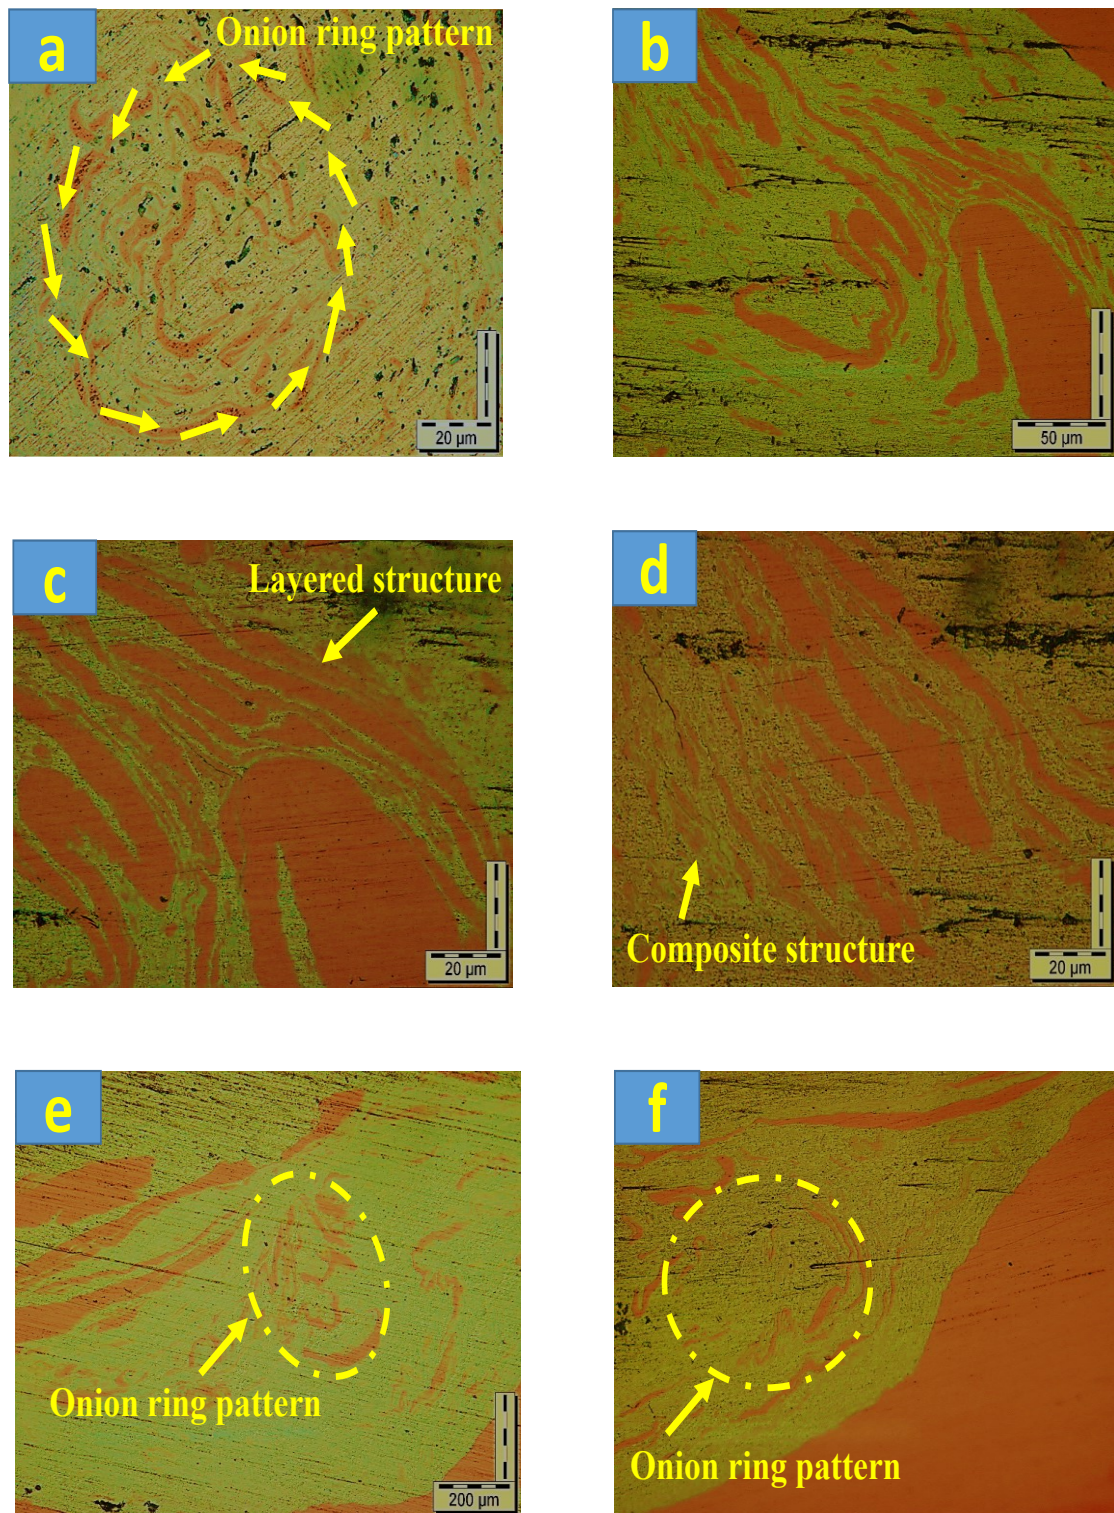 a
Onion ring pattern
20 µm
b
50 µm
c
Layered structure
20 µm
d
Composite structure
20 µm
e
Onion ring pattern
200 µm
f
Onion ring pattern